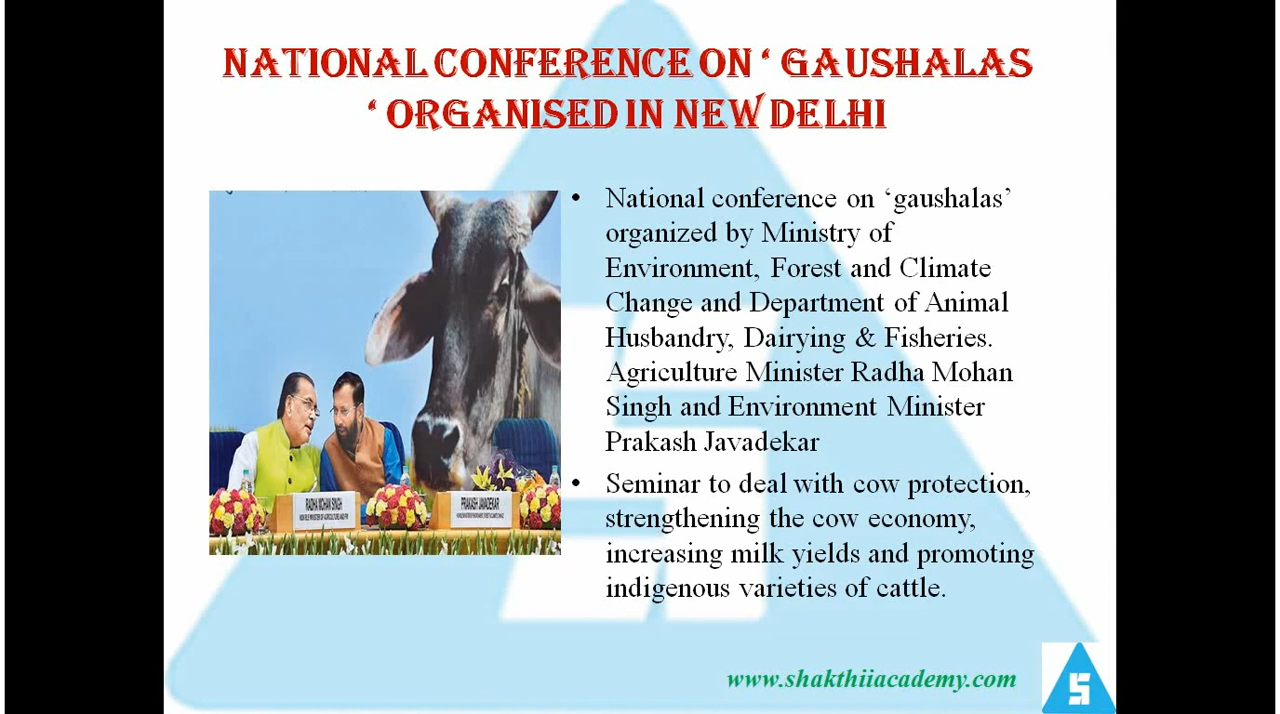 NATIONAL CONFERENCE ON ‘ GAUSHALAS
‘ ORGANISED IN NEW DELHI
• National conference on ‘gaushalas’
organized by Ministry of
Environment, Forest and Climate
Change and Department of Animal
Husbandry, Dairying & Fisheries.
Agriculture Minister Radha Mohan
Singh and Environment Minister
Prakash Javadekar
• Seminar to deal with cow protection,
strengthening the cow economy,
increasing milk yields and promoting
indigenous varieties of cattle.
RADHA MOHAN SINGH
PRAKASH JAVADEKAR
www.shakthiiacademy.com
S